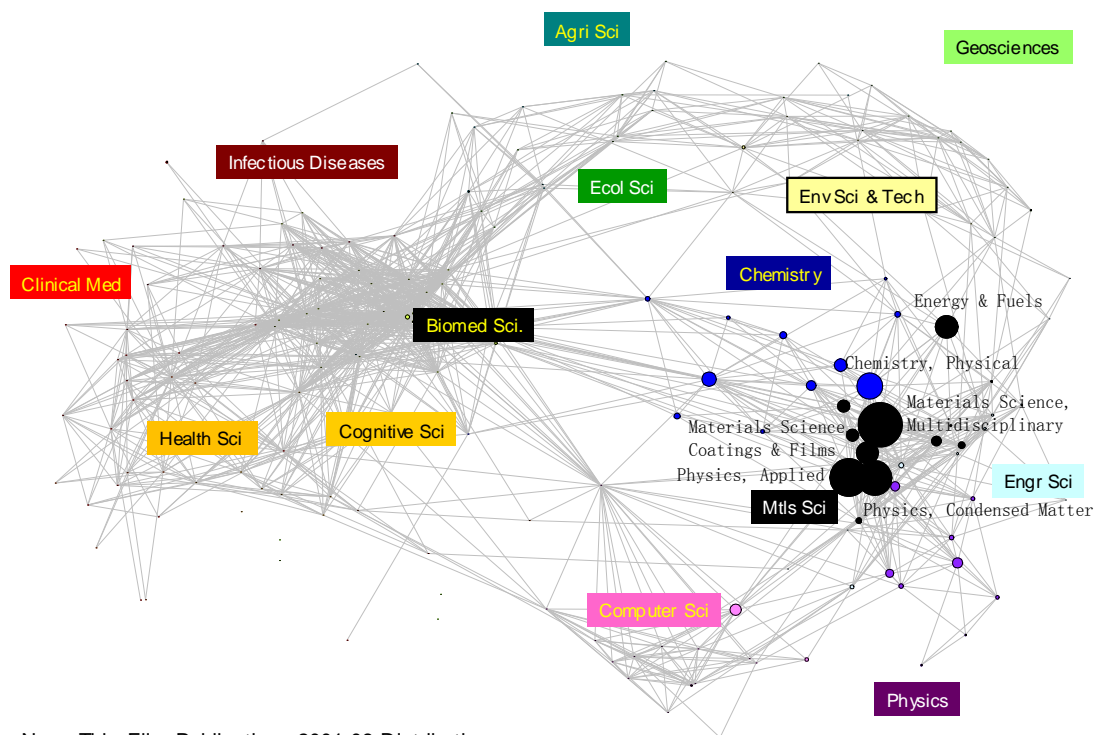 Agri Sci
Geosciences
Infectious Diseases
Ecol Sci
Env Sci & Tech
Clinical Med
Chemistry
Energy & Fuels
Biomed Sci.
Chemistry, Physical
Materials Science,
Multidisciplinary
Health Sci
Cognitive Sci
Materials Science
Coatings & Films
Physics, Applied
Engr Sci
Mtls Sci
Physics, Condensed Matter
Computer Sci
Physics